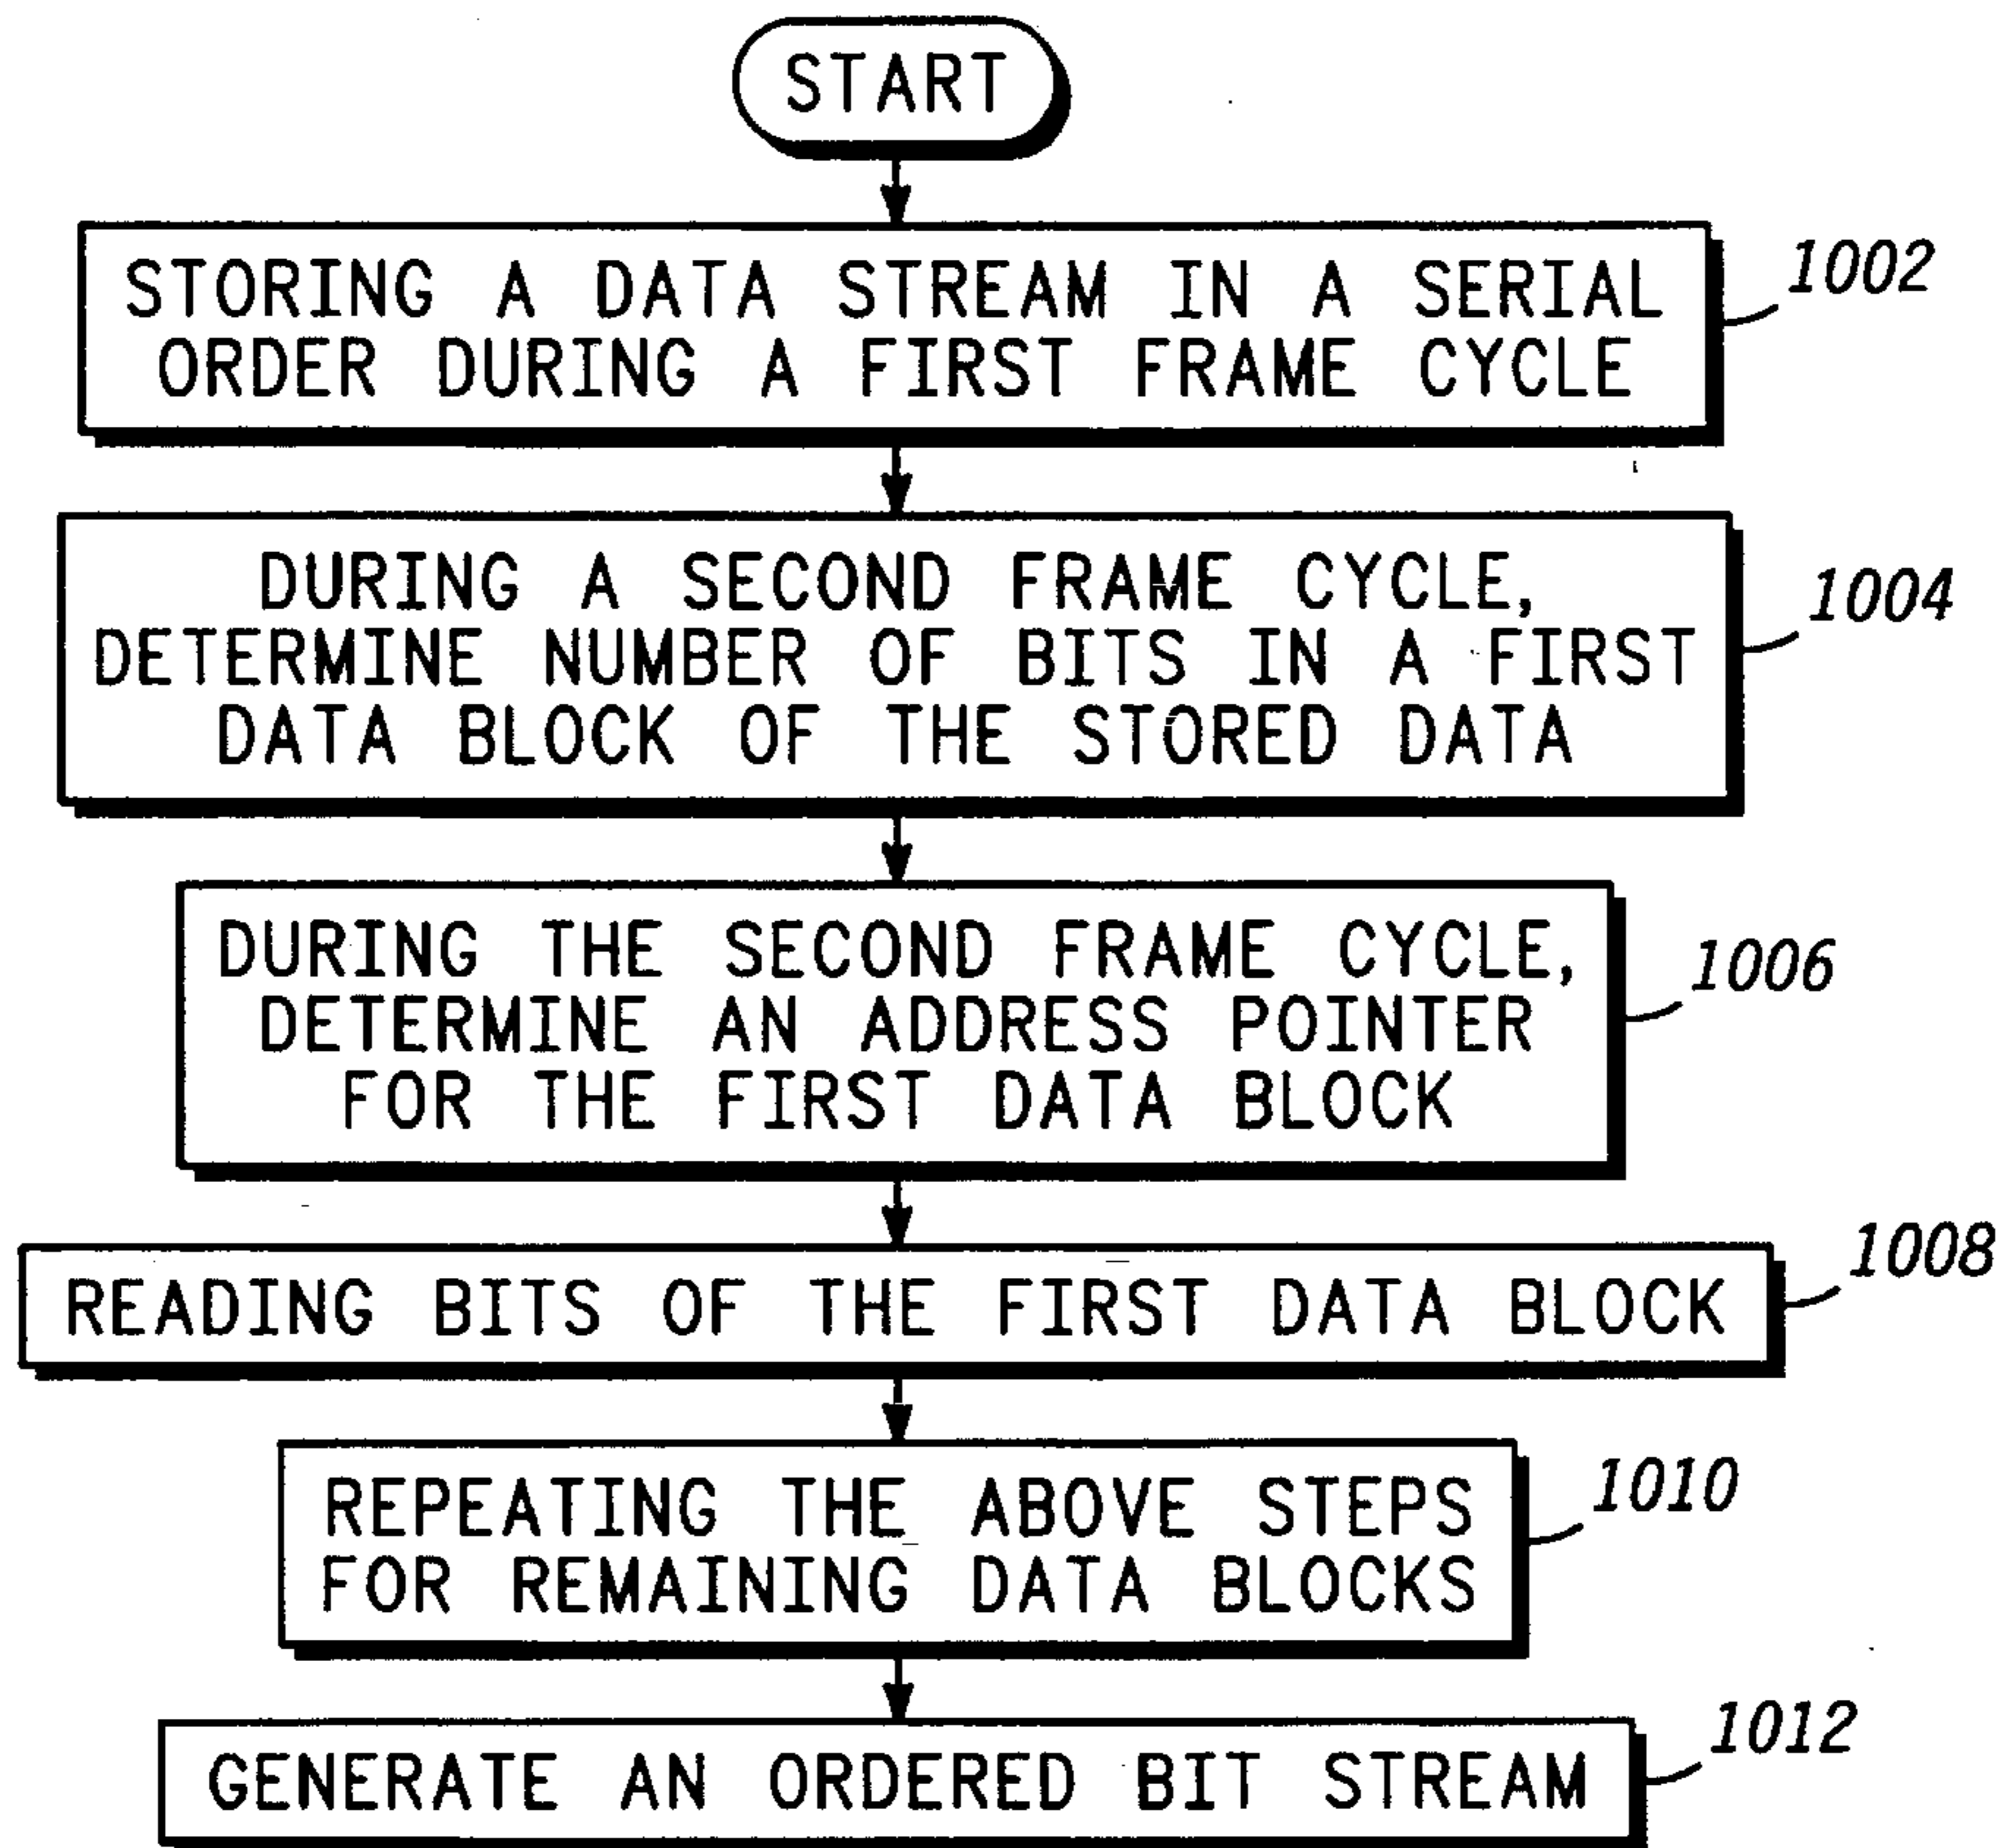 START
STORING A DATA STREAM IN A SERIAL
ORDER DURING A FIRST FRAME CYCLE
1002
DURING A SECOND FRAME CYCLE,
DETERMINE NUMBER OF BITS IN A FIRST
DATA BLOCK OF THE STORED DATA
1004
DURING THE SECOND FRAME CYCLE,
DETERMINE AN ADDRESS POINTER
FOR THE FIRST DATA BLOCK
1006
READING BITS OF THE FIRST DATA BLOCK
1008
REPEATING THE ABOVE STEPS
FOR REMAINING DATA BLOCKS
1010
GENERATE AN ORDERED BIT STREAM
1012